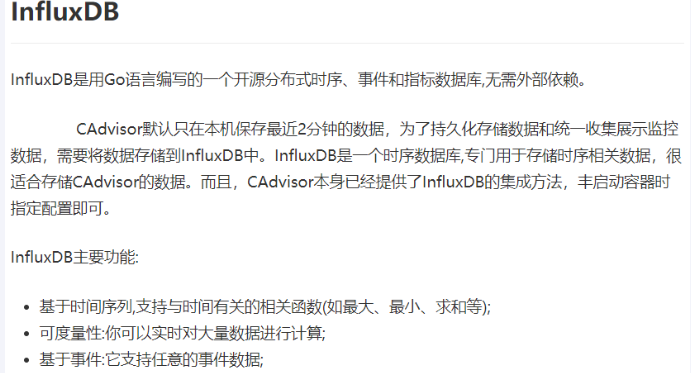 InfluxDB
InfluxDB是用Go语言编写的一个开源分布式时序、事件和指标数据库,无需外部依赖。
CAdvisor默认只在本机保存最近2分钟的数据，为了持久化存储数据和统一收集展示监控
数据，需要将数据存储到InfluxDB中。InfluxDB是一个时序数据库,专门用于存储时序相关数据，很
适合存储CAdvisor的数据。而且，CAdvisor本身已经提供了InfluxDB的集成方法，丰启动容器时
指定配置即可。
InfluxDB主要功能:
• 基于时间序列,支持与时间有关的相关函数(如最大、最小、求和等);
• 可度量性:你可以实时对大量数据进行计算;
• 基于事件:它支持任意的事件数据;